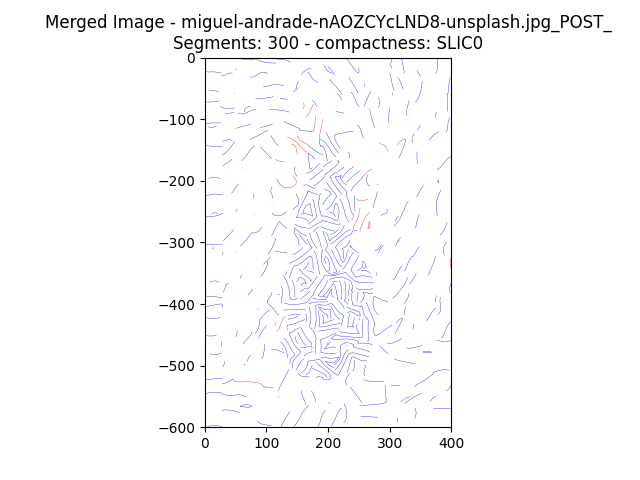 Merged Image - miguel-andrade-nAOZCYcLND8-unsplash.jpg_POST_
Segments: 300 - compactness: SLIC0
0
−100
−200
−300
−400
−500
−600
0 100 200 300 400